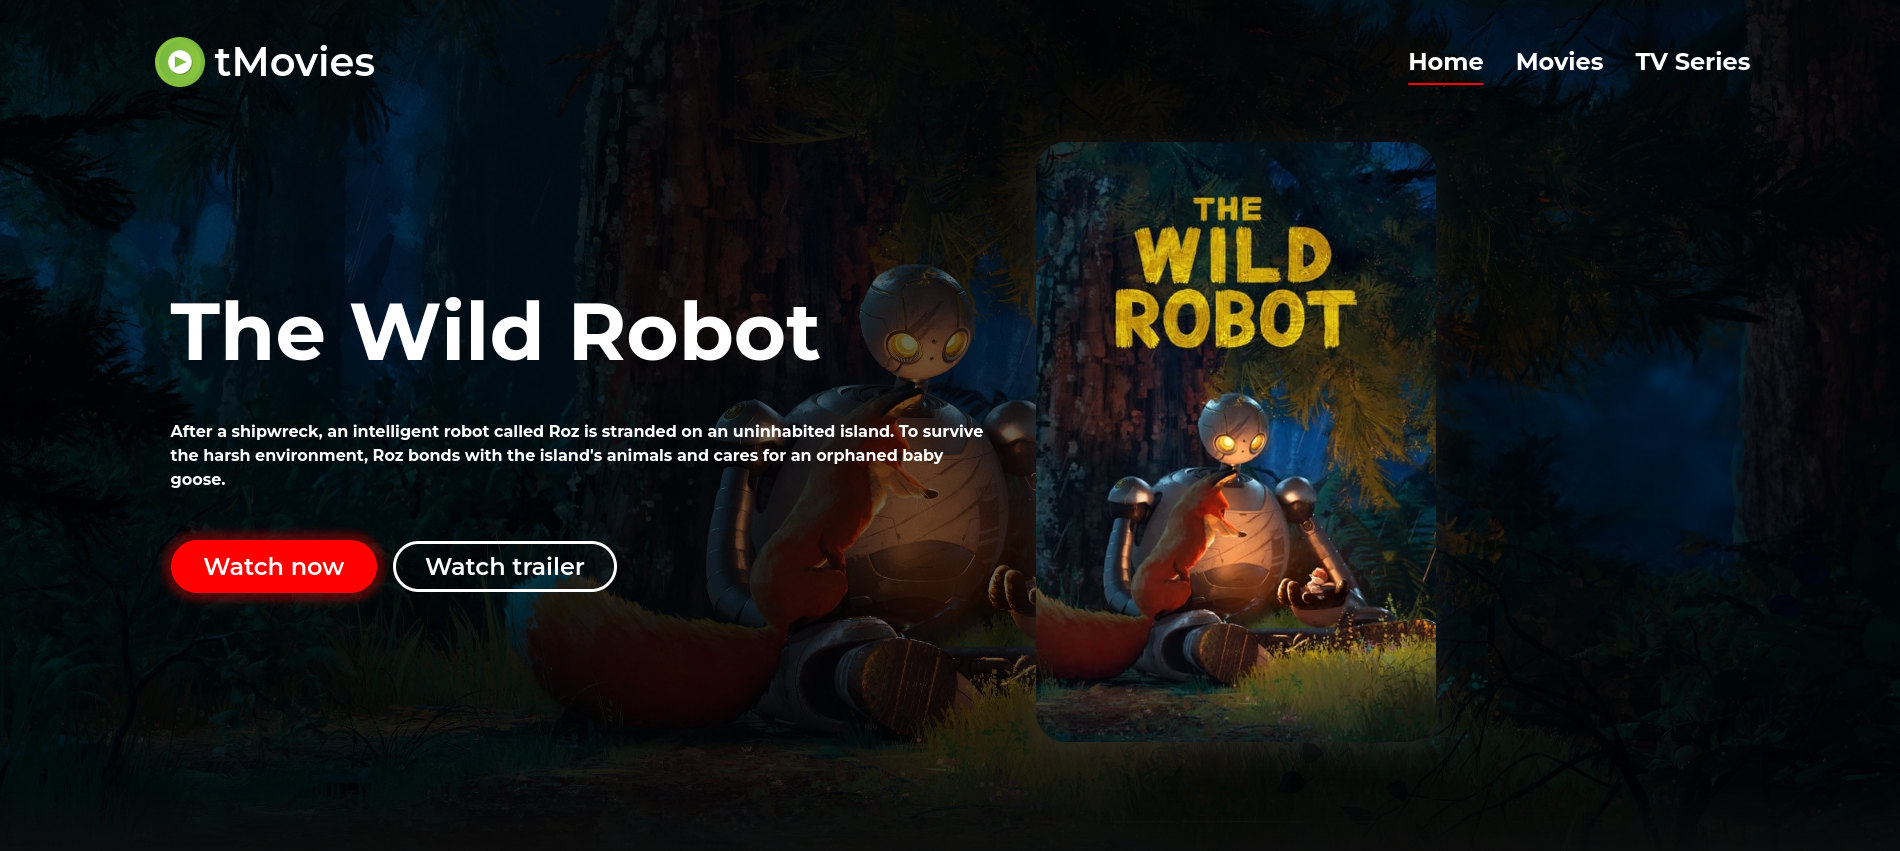 tMovies
Home Movies TV Series
The Wild Robot
After a shipwreck, an intelligent robot called Roz is stranded on an uninhabited island. To survive
the harsh environment, Roz bonds with the island's animals and cares for an orphaned baby
goose.
Watch now Watch trailer
THE
WILD
ROBOT